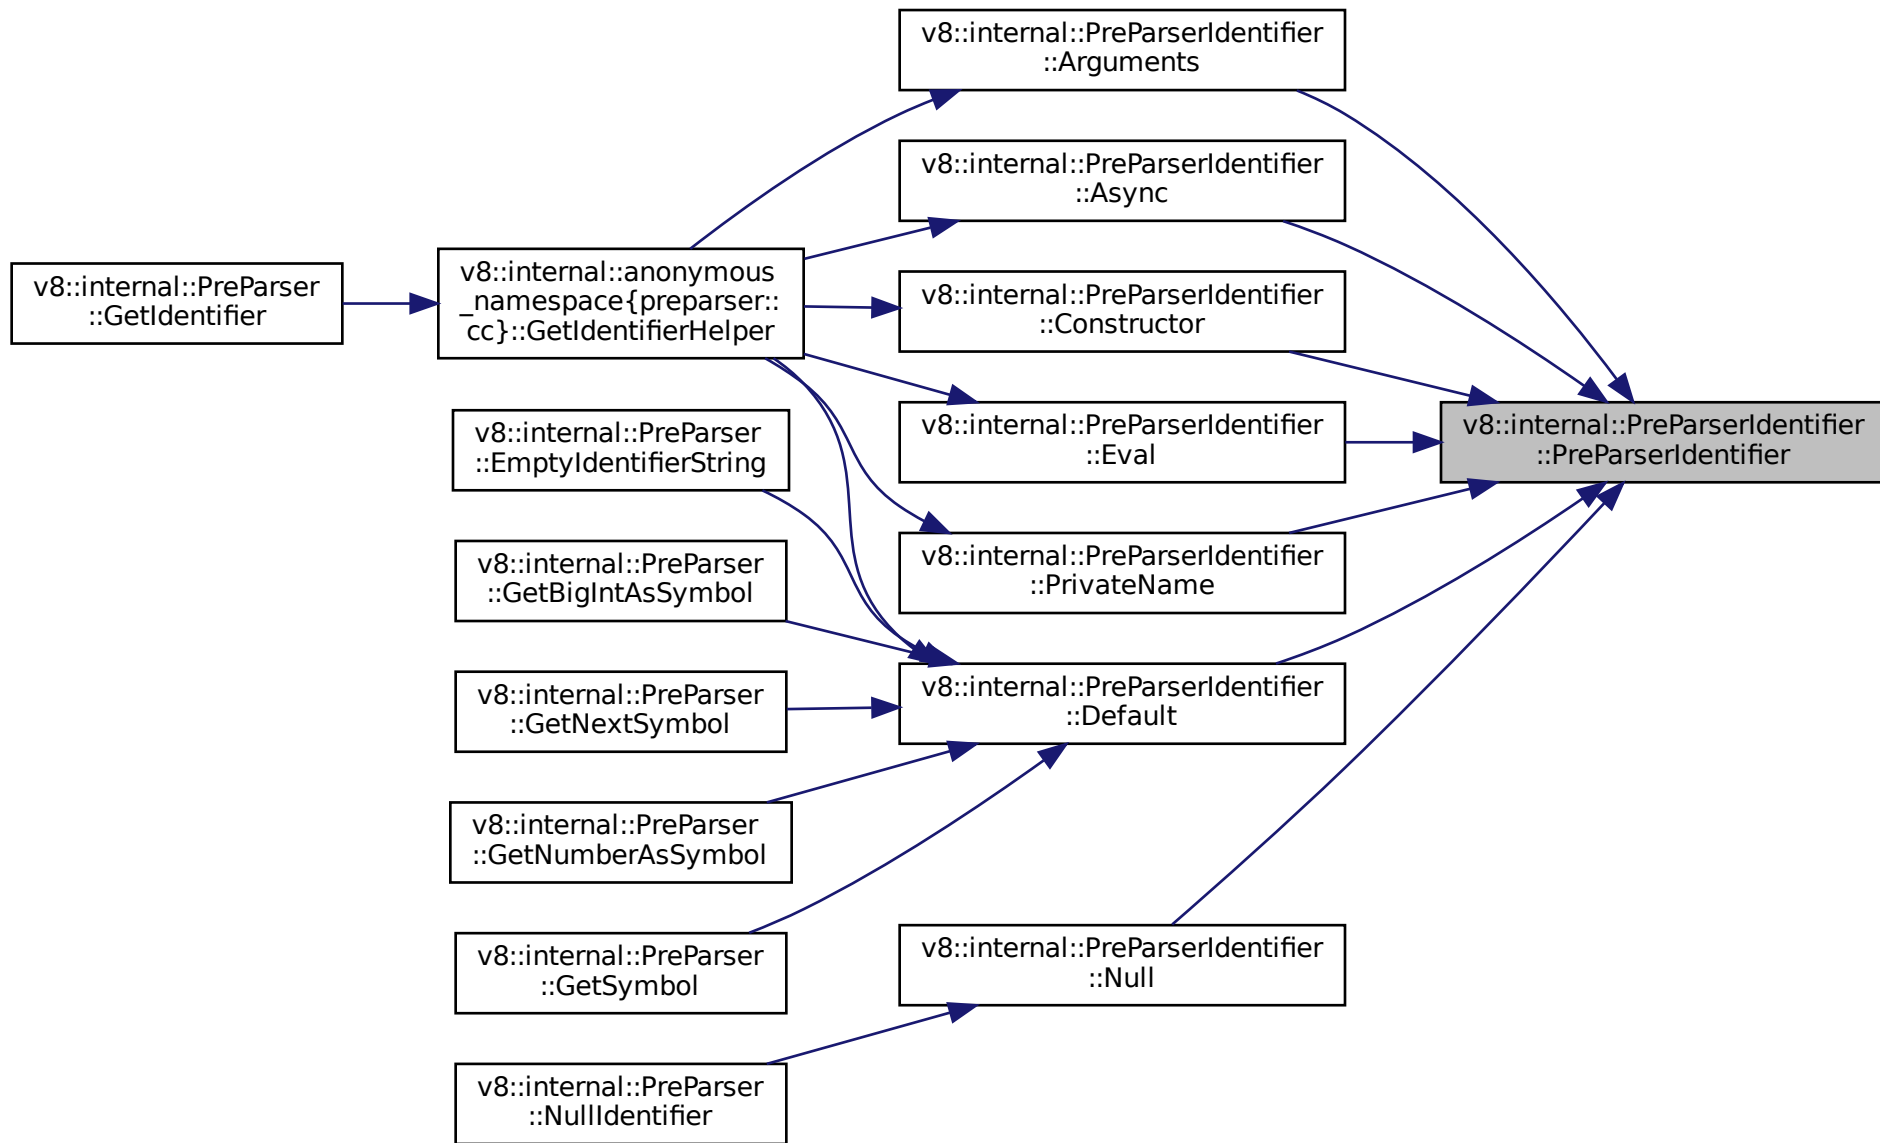 v8::internal::PreParserIdentifier
::Arguments
v8::internal::PreParserIdentifier
::Async
v8::internal::PreParser
::GetIdentifier
v8::internal::anonymous
_namespace{preparser::
cc}::GetIdentifierHelper
v8::internal::PreParserIdentifier
::Constructor
v8::internal::PreParserIdentifier
::Eval
v8::internal::PreParserIdentifier
::PreParserIdentifier
v8::internal::PreParser
::EmptyIdentifierString
v8::internal::PreParserIdentifier
::PrivateName
v8::internal::PreParser
::GetBigIntAsSymbol
v8::internal::PreParserIdentifier
::Default
v8::internal::PreParser
::GetNextSymbol
v8::internal::PreParser
::GetNumberAsSymbol
v8::internal::PreParser
::GetSymbol
v8::internal::PreParserIdentifier
::Null
v8::internal::PreParser
::NullIdentifier